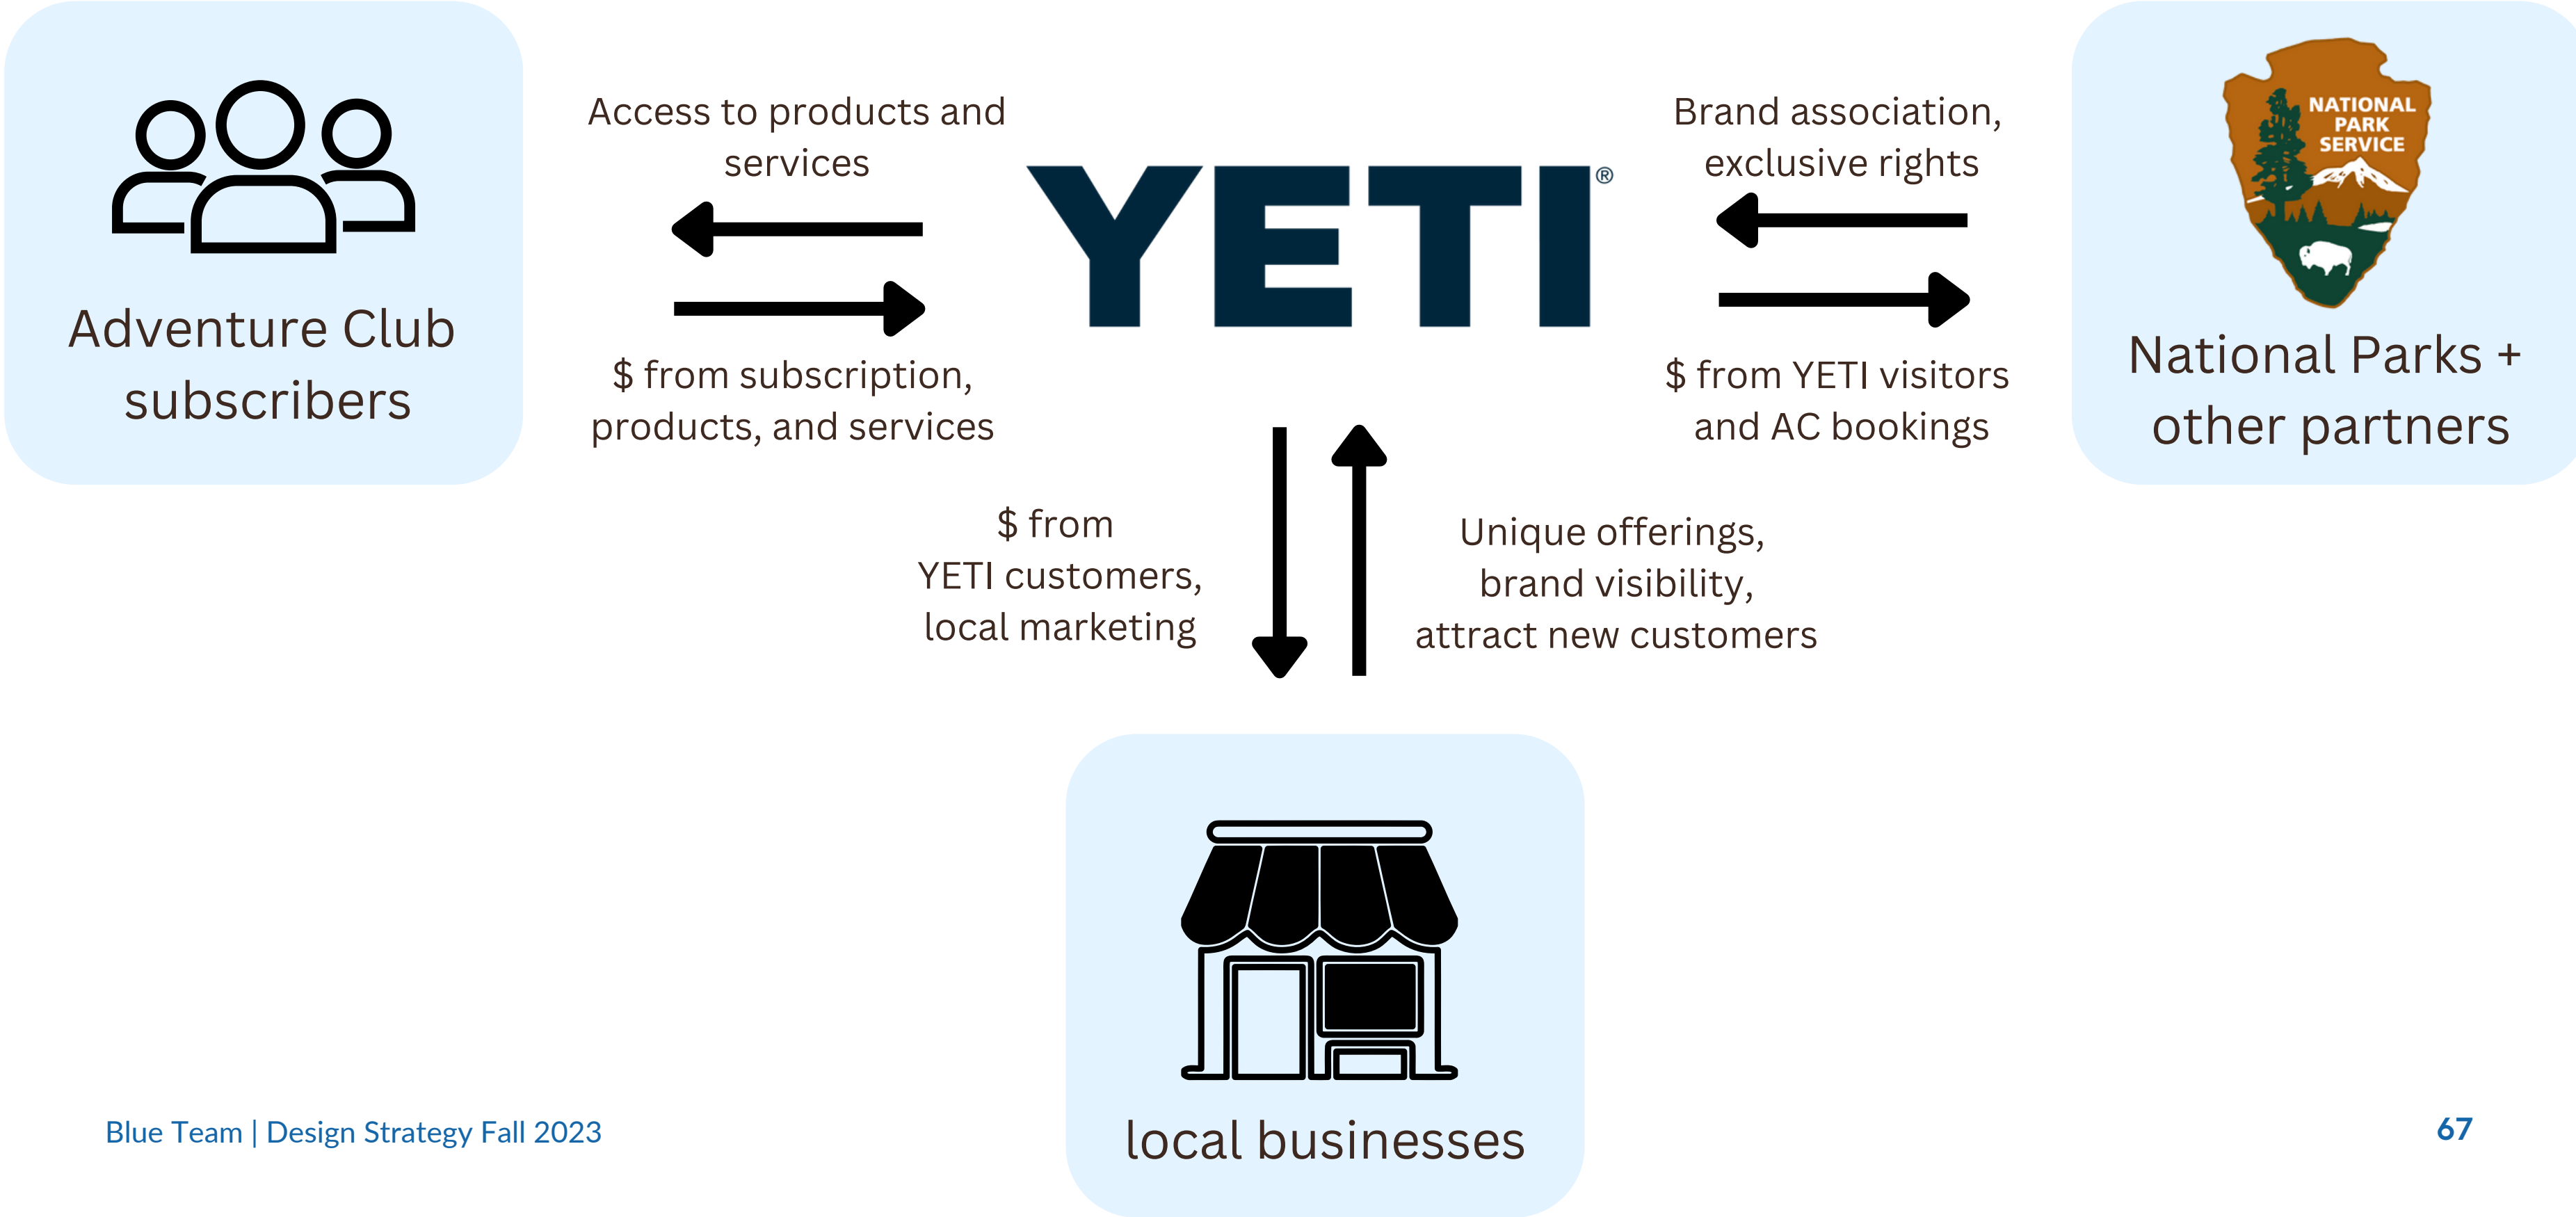 Access to products and
services
YETI®
Brand association,
exclusive rights
NATIONAL
PARK
SERVICE
Adventure Club
subscribers
$ from subscription,
products, and services
$ from YETI visitors
and AC bookings
National Parks +
other partners
$ from
YETI customers,
local marketing
Unique offerings,
brand visibility,
attract new customers
local businesses
Blue Team | Design Strategy Fall 2023
67